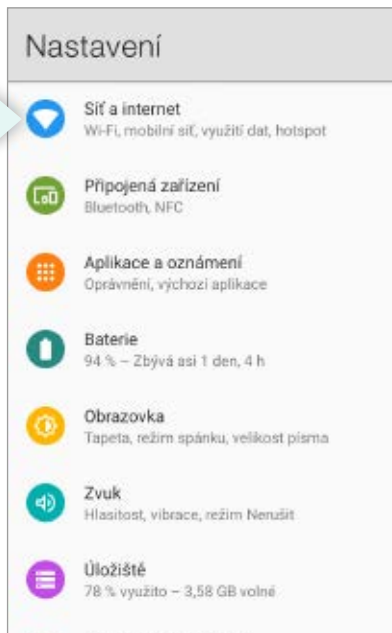 Nastavení
Síť a internet
Wi-Fi, mobilní síť, využití dat, hotspot
Připojená zařízení
Bluetooth, NFC
Aplikace a oznámení
Oprávnění, výchozí aplikace
Baterie
94 % – Zbývá asi 1 den, 4 h
Obrazovka
Tapeta, režim spánku, velikost písma
Zvuk
Hlasitost, vibrace, režim Nerušit
Úložiště
78 % využito – 3,58 GB volné